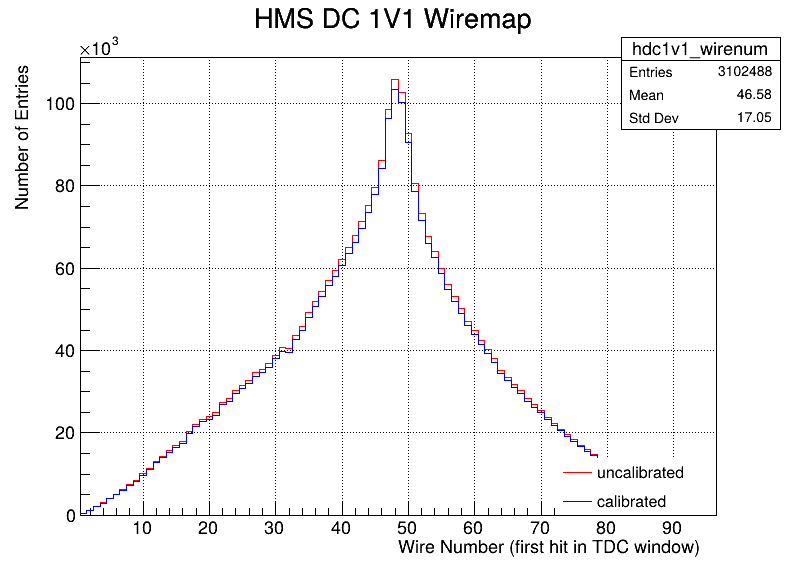 HMS DC 1V1 Wiremap
×10³
hdc1v1_wirenum
Entries 3102488
Mean 46.58
Std Dev 17.05
Number of Entries
100
80
60
40
20
0
10 20 30 40 50 60 70 80 90
uncalibrated
calibrated
Wire Number (first hit in TDC window)